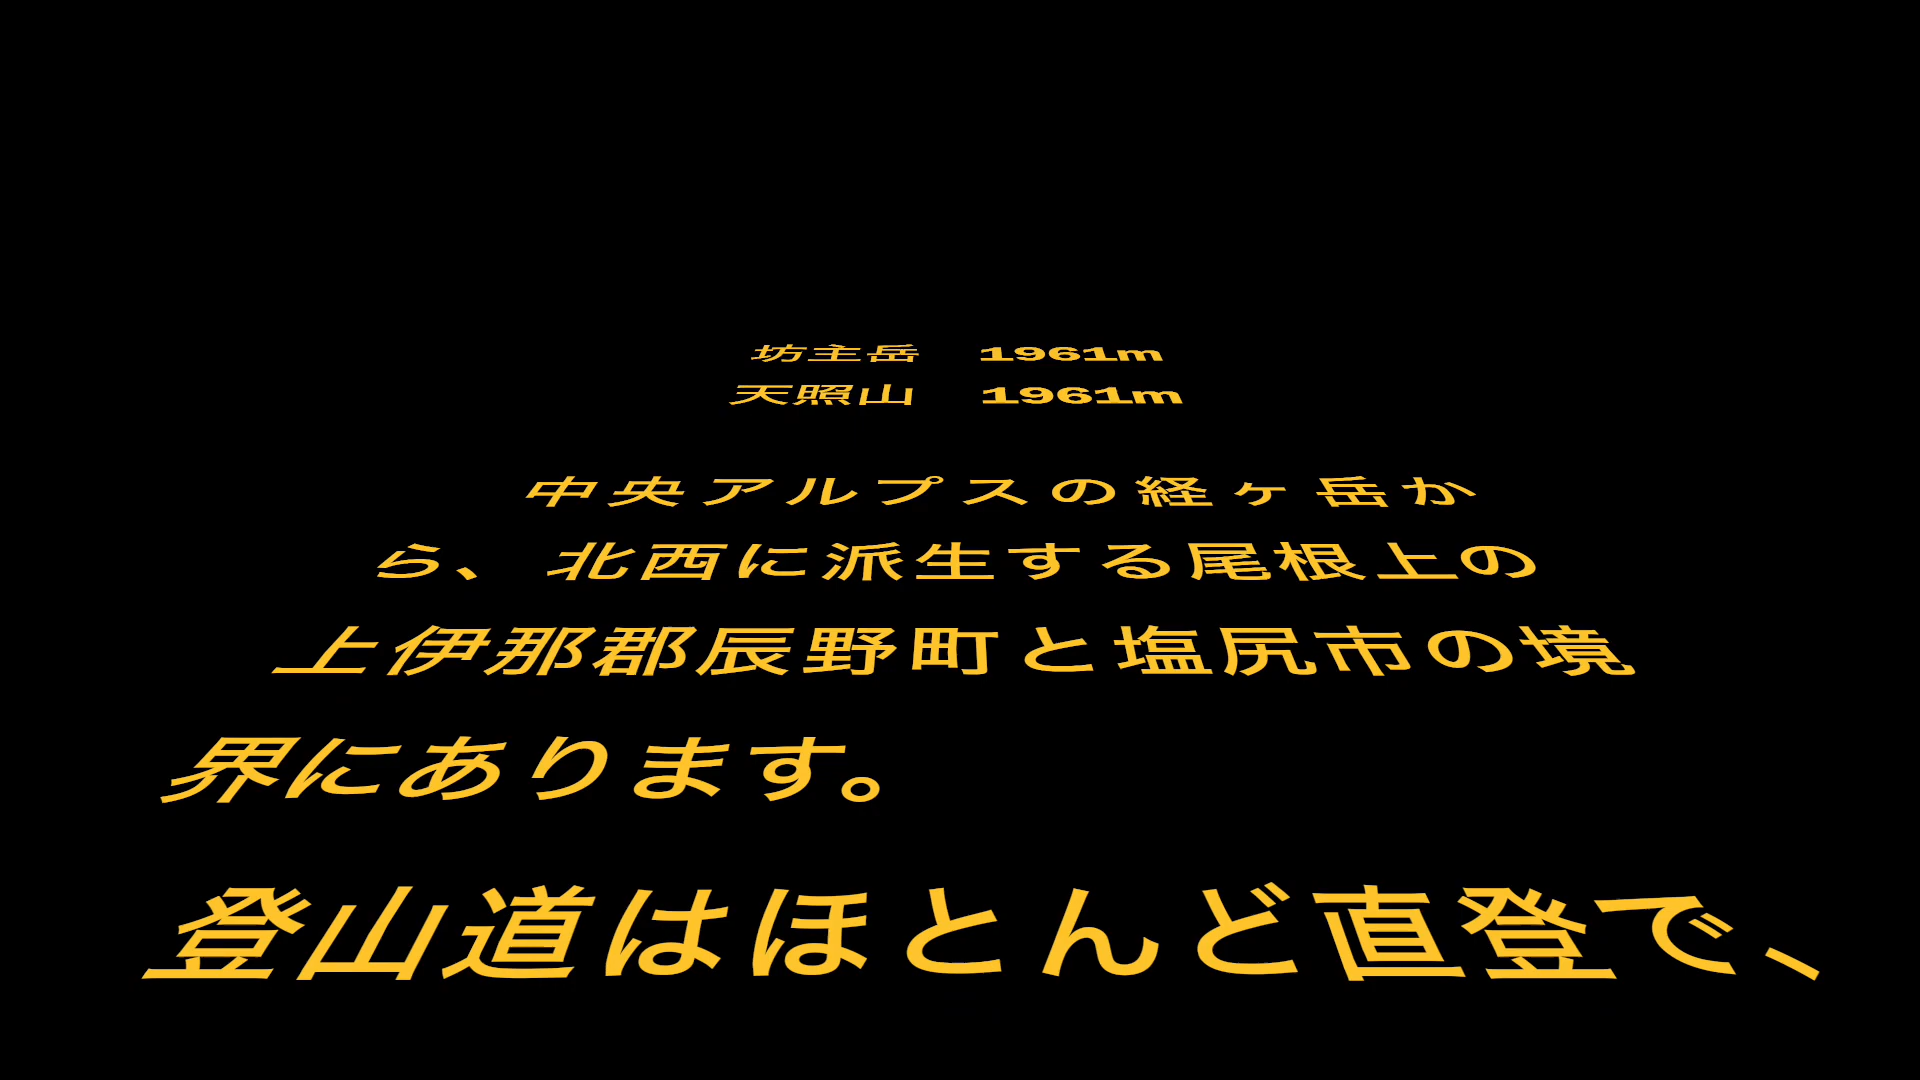 坊主岳　1961m
天照山　1961m
中央アルプスの経ヶ岳か
ら、北西に派生する尾根上の
上伊那郡辰野町と塩尻市の境
界にあります。
登山道はほとんど直登で、